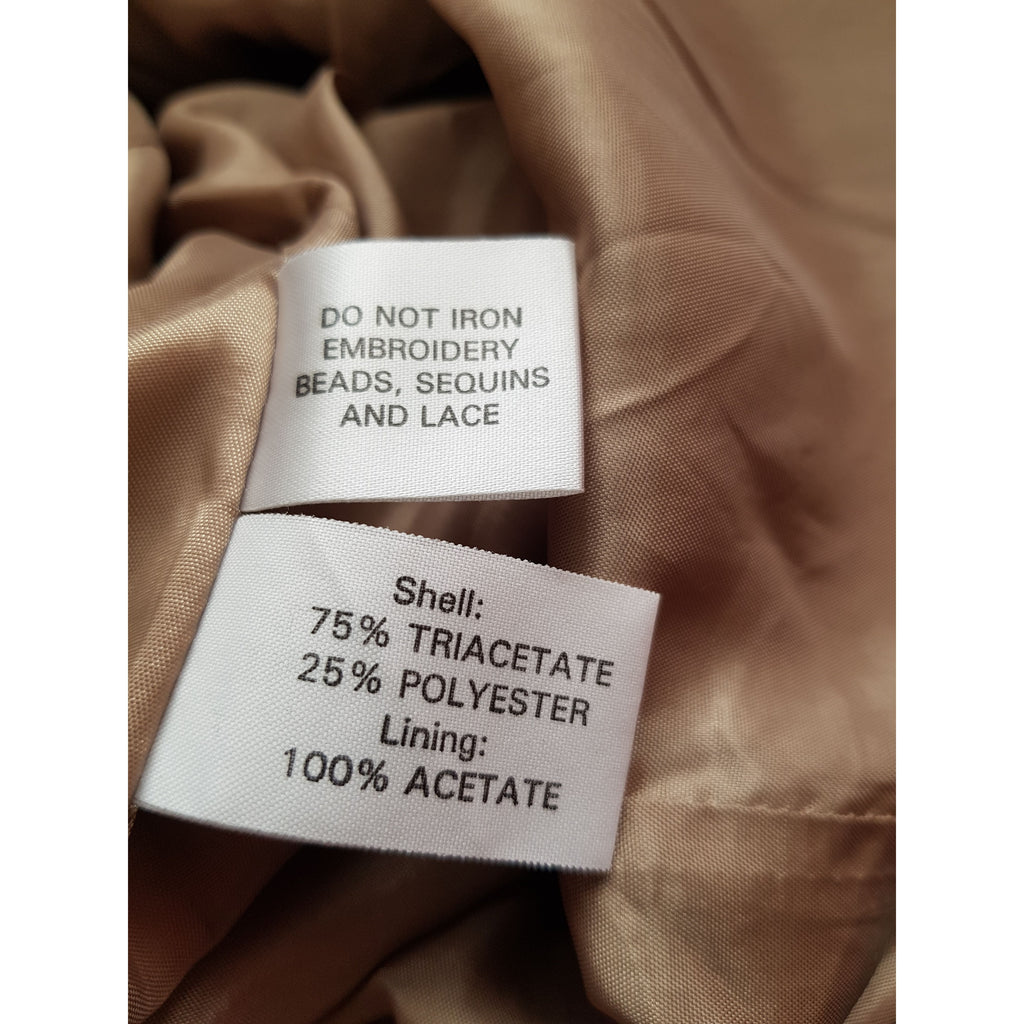 DO NOT IRON
EMBROIDERY
BEADS, SEQUINS
AND LACE
Shell:
75% TRIACETATE
25% POLYESTER
Lining:
100% ACETATE